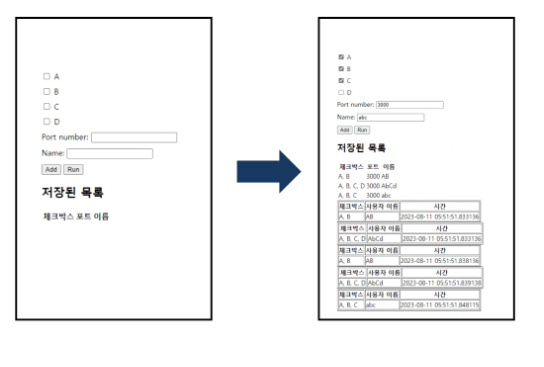 A
B
C
D
Port number:
Name:
Add Run
저장된 목록
체크박스 포트 이름
A
B
C
D
Port number: 3000
Name: abc
Add Run
저장된 목록
체크박스 포트 이름
A, B 3000 AB
A, B, C, D 3000 AbCd
A, B, C 3000 abc
체크박스 사용자 이름 시간
A, B AB 2023-08-11 05:51:51.833136
체크박스 사용자 이름 시간
A, B, C, D AbCd 2023-08-11 05:51:51.833136
체크박스 사용자 이름 시간
A, B AB 2023-08-11 05:51:51.838136
체크박스 사용자 이름 시간
A, B, C, D AbCd 2023-08-11 05:51:51.839138
체크박스 사용자 이름 시간
A, B, C abc 2023-08-11 05:51:51.848115